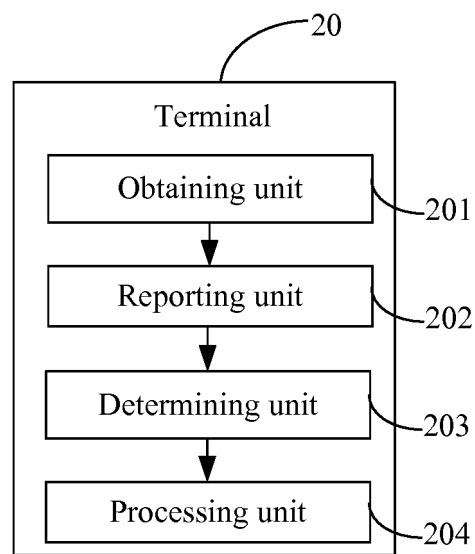 20
Terminal
Obtaining unit
201
Reporting unit
202
Determining unit
203
Processing unit
204